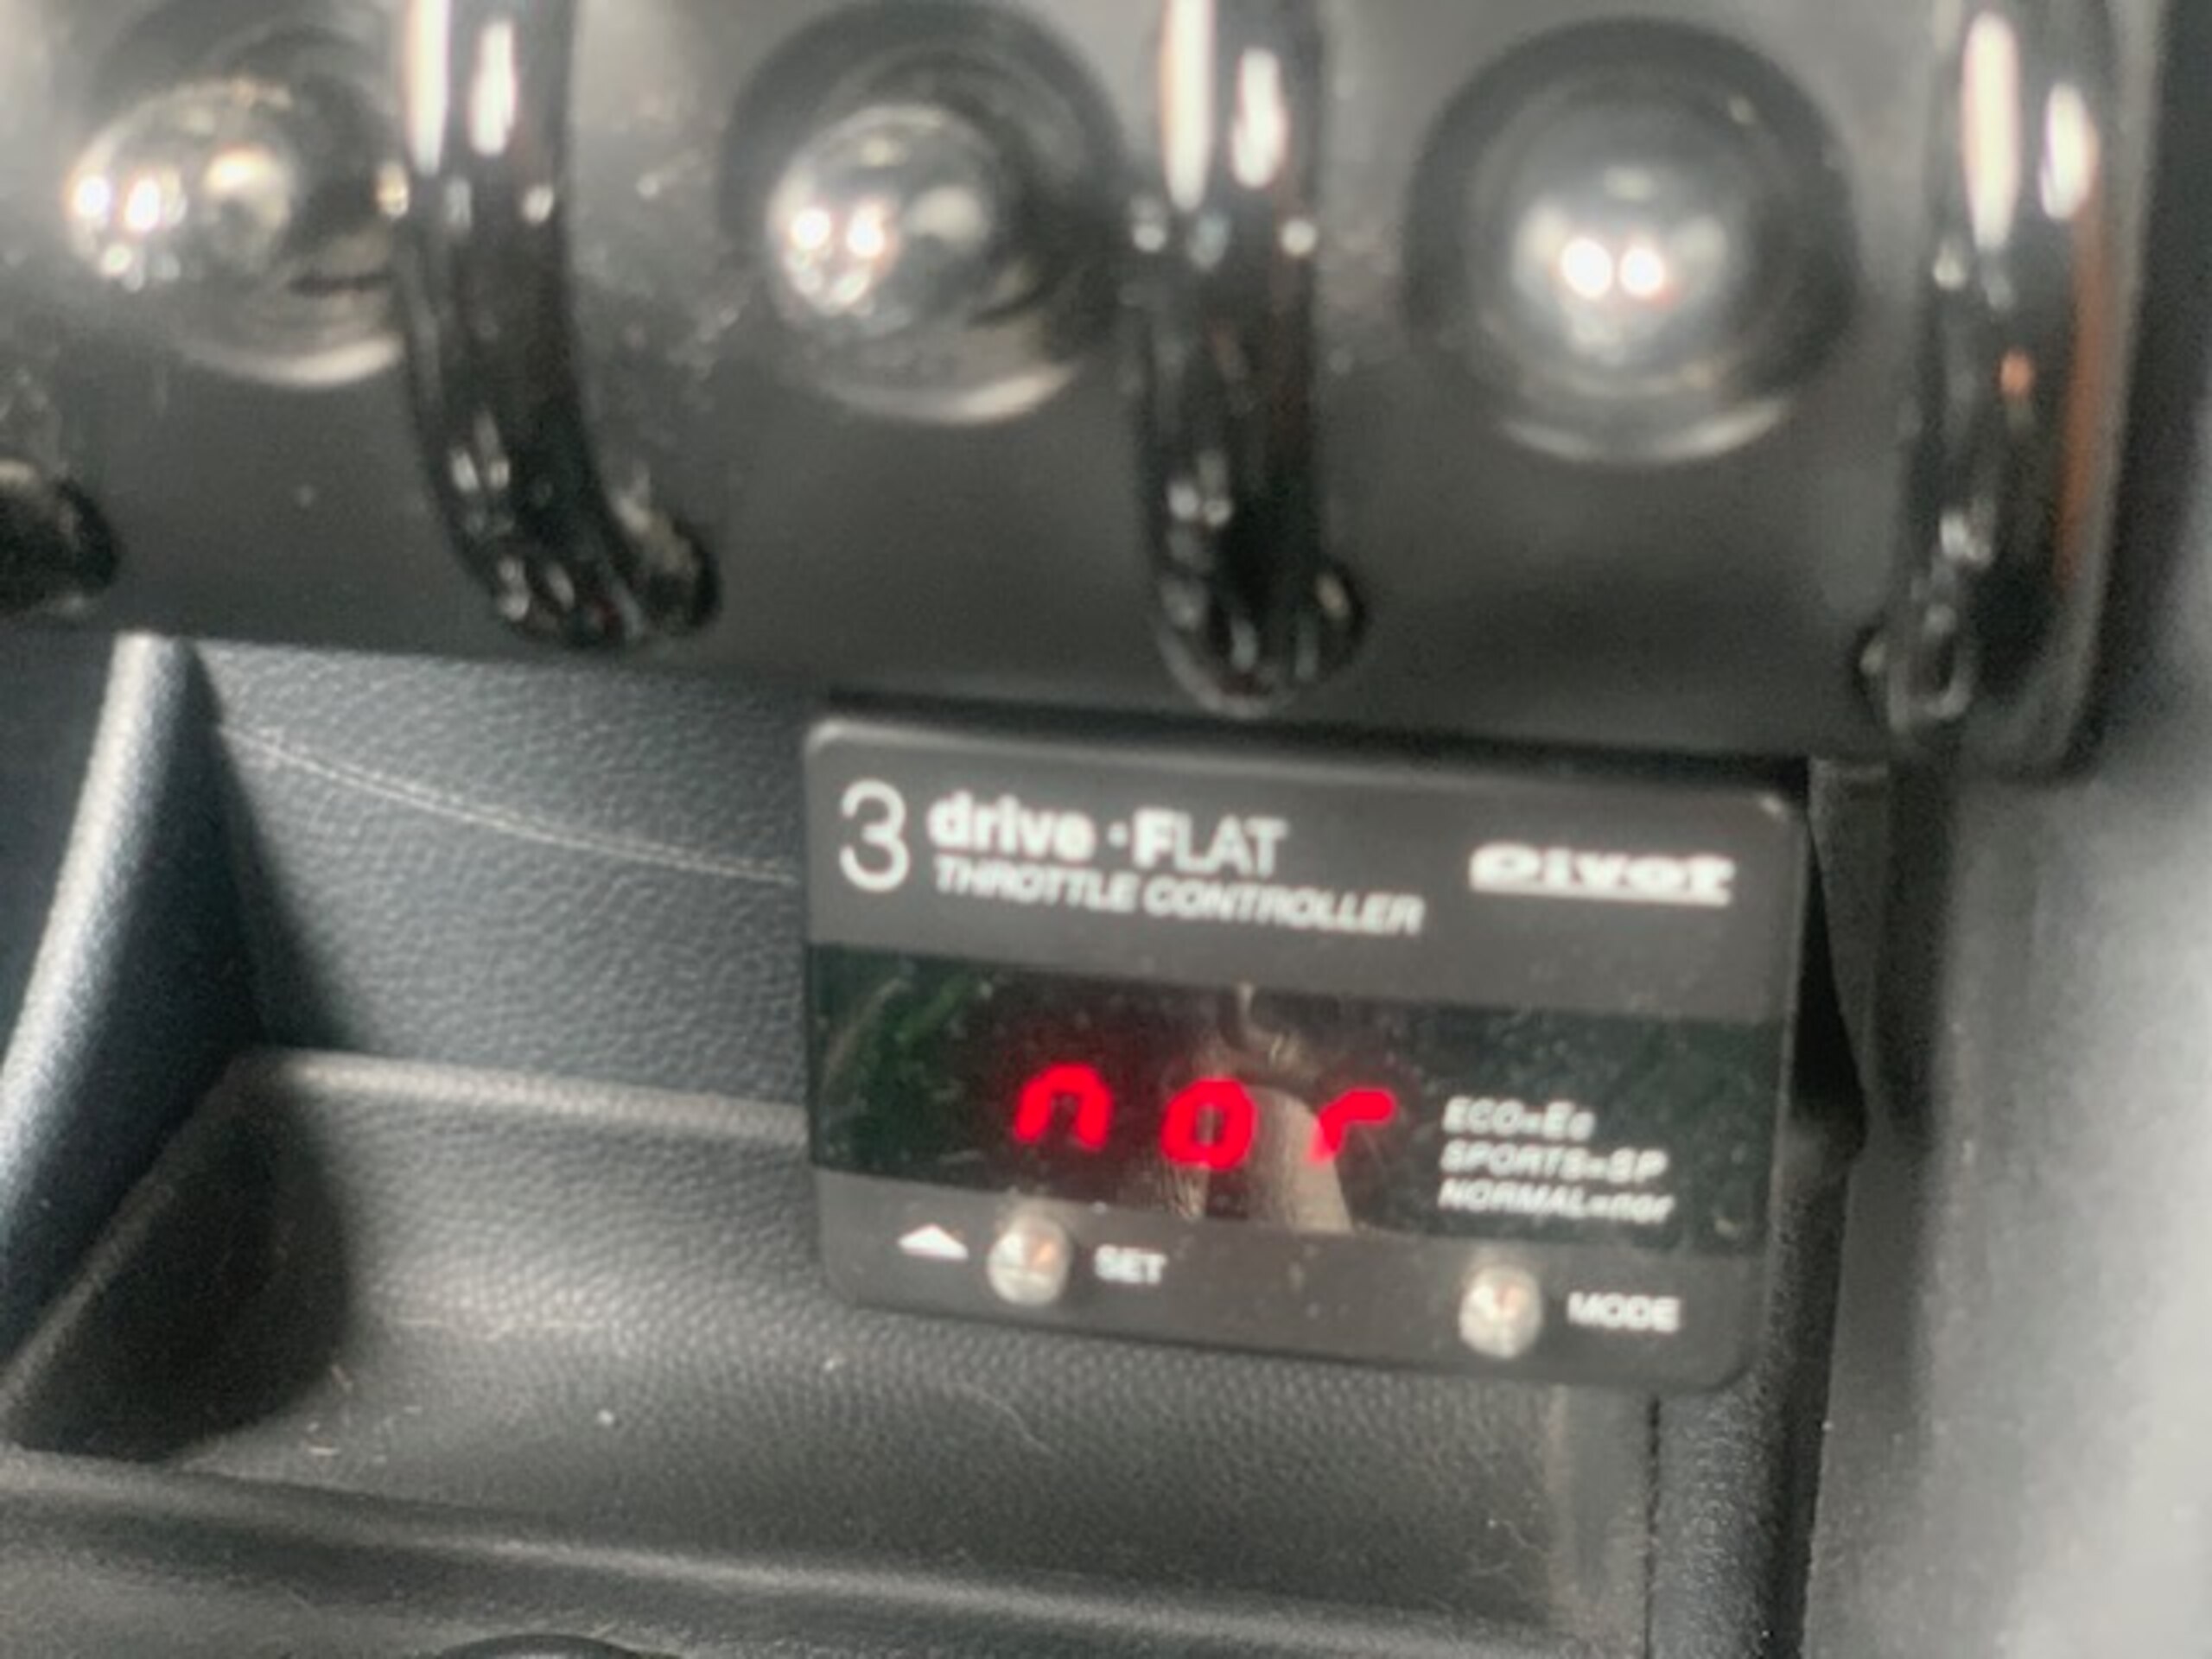 3 drive·FLAT
THROTTLE CONTROLLER
pivot
nor
ECO=Ec
SPORTS=SP
NORMAL=nor
SET
MODE